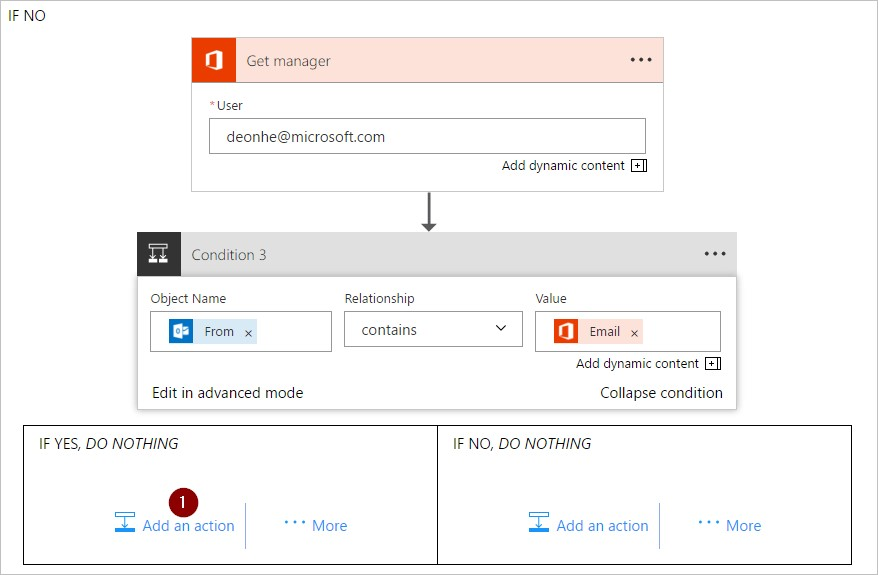 IF NO
Get manager
* User
deonhe@microsoft.com
Add dynamic content
Condition 3
Object Name Relationship Value
From × contains Email ×
Add dynamic content
Edit in advanced mode Collapse condition
IF YES, DO NOTHING IF NO, DO NOTHING
1
Add an action ... More Add an action ... More